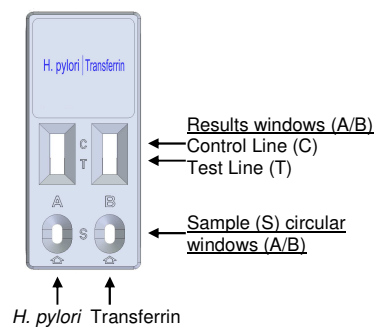 H. pylori | Transferrin
Results windows (A/B)
C Control Line (C)
T Test Line (T)
A B
S Sample (S) circular
windows (A/B)
H. pylori Transferrin